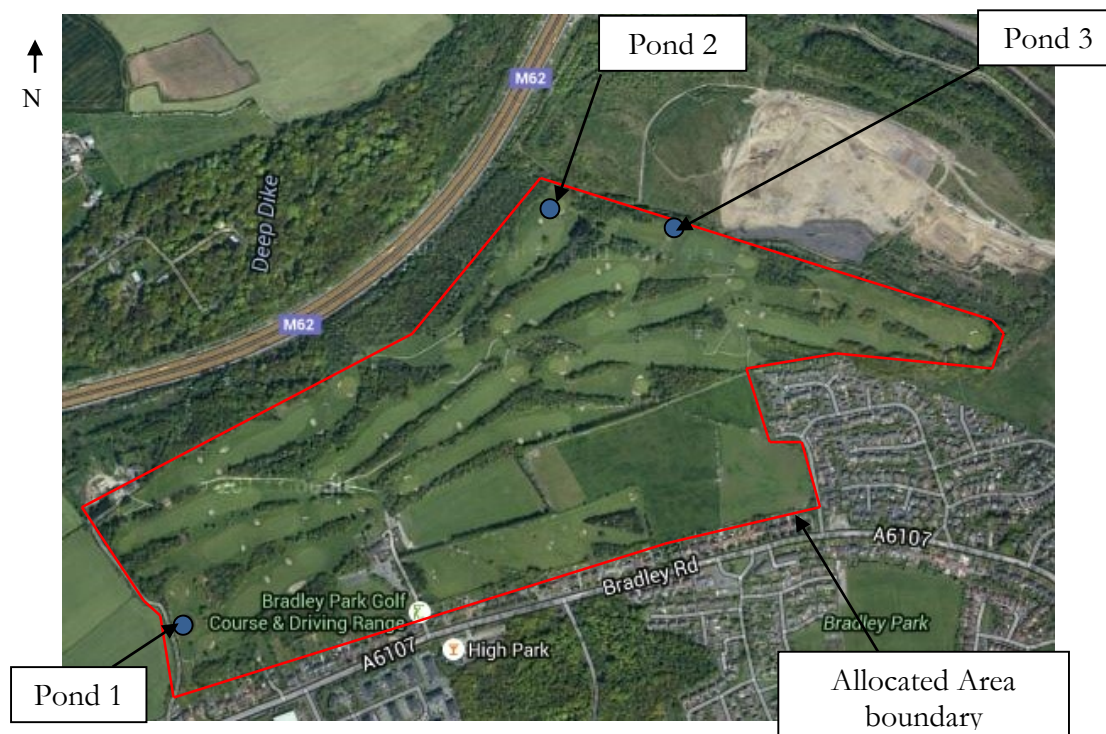 Pond 2
Pond 3
N
M62
Deep Dike
M62
Bradley Park Golf
Course & Driving Range
A6107
High Park
Bradley Rd
A6107
Bradley Park
Pond 1
Allocated Area
boundary